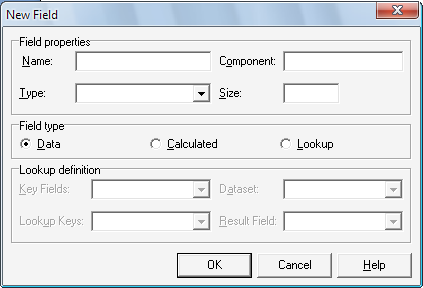 New Field
Field properties
Name: Component:
Type: Size:
Field type
Data Calculated Lookup
Lookup definition
Key Fields: Dataset:
Lookup Keys: Result Field:
OK Cancel Help